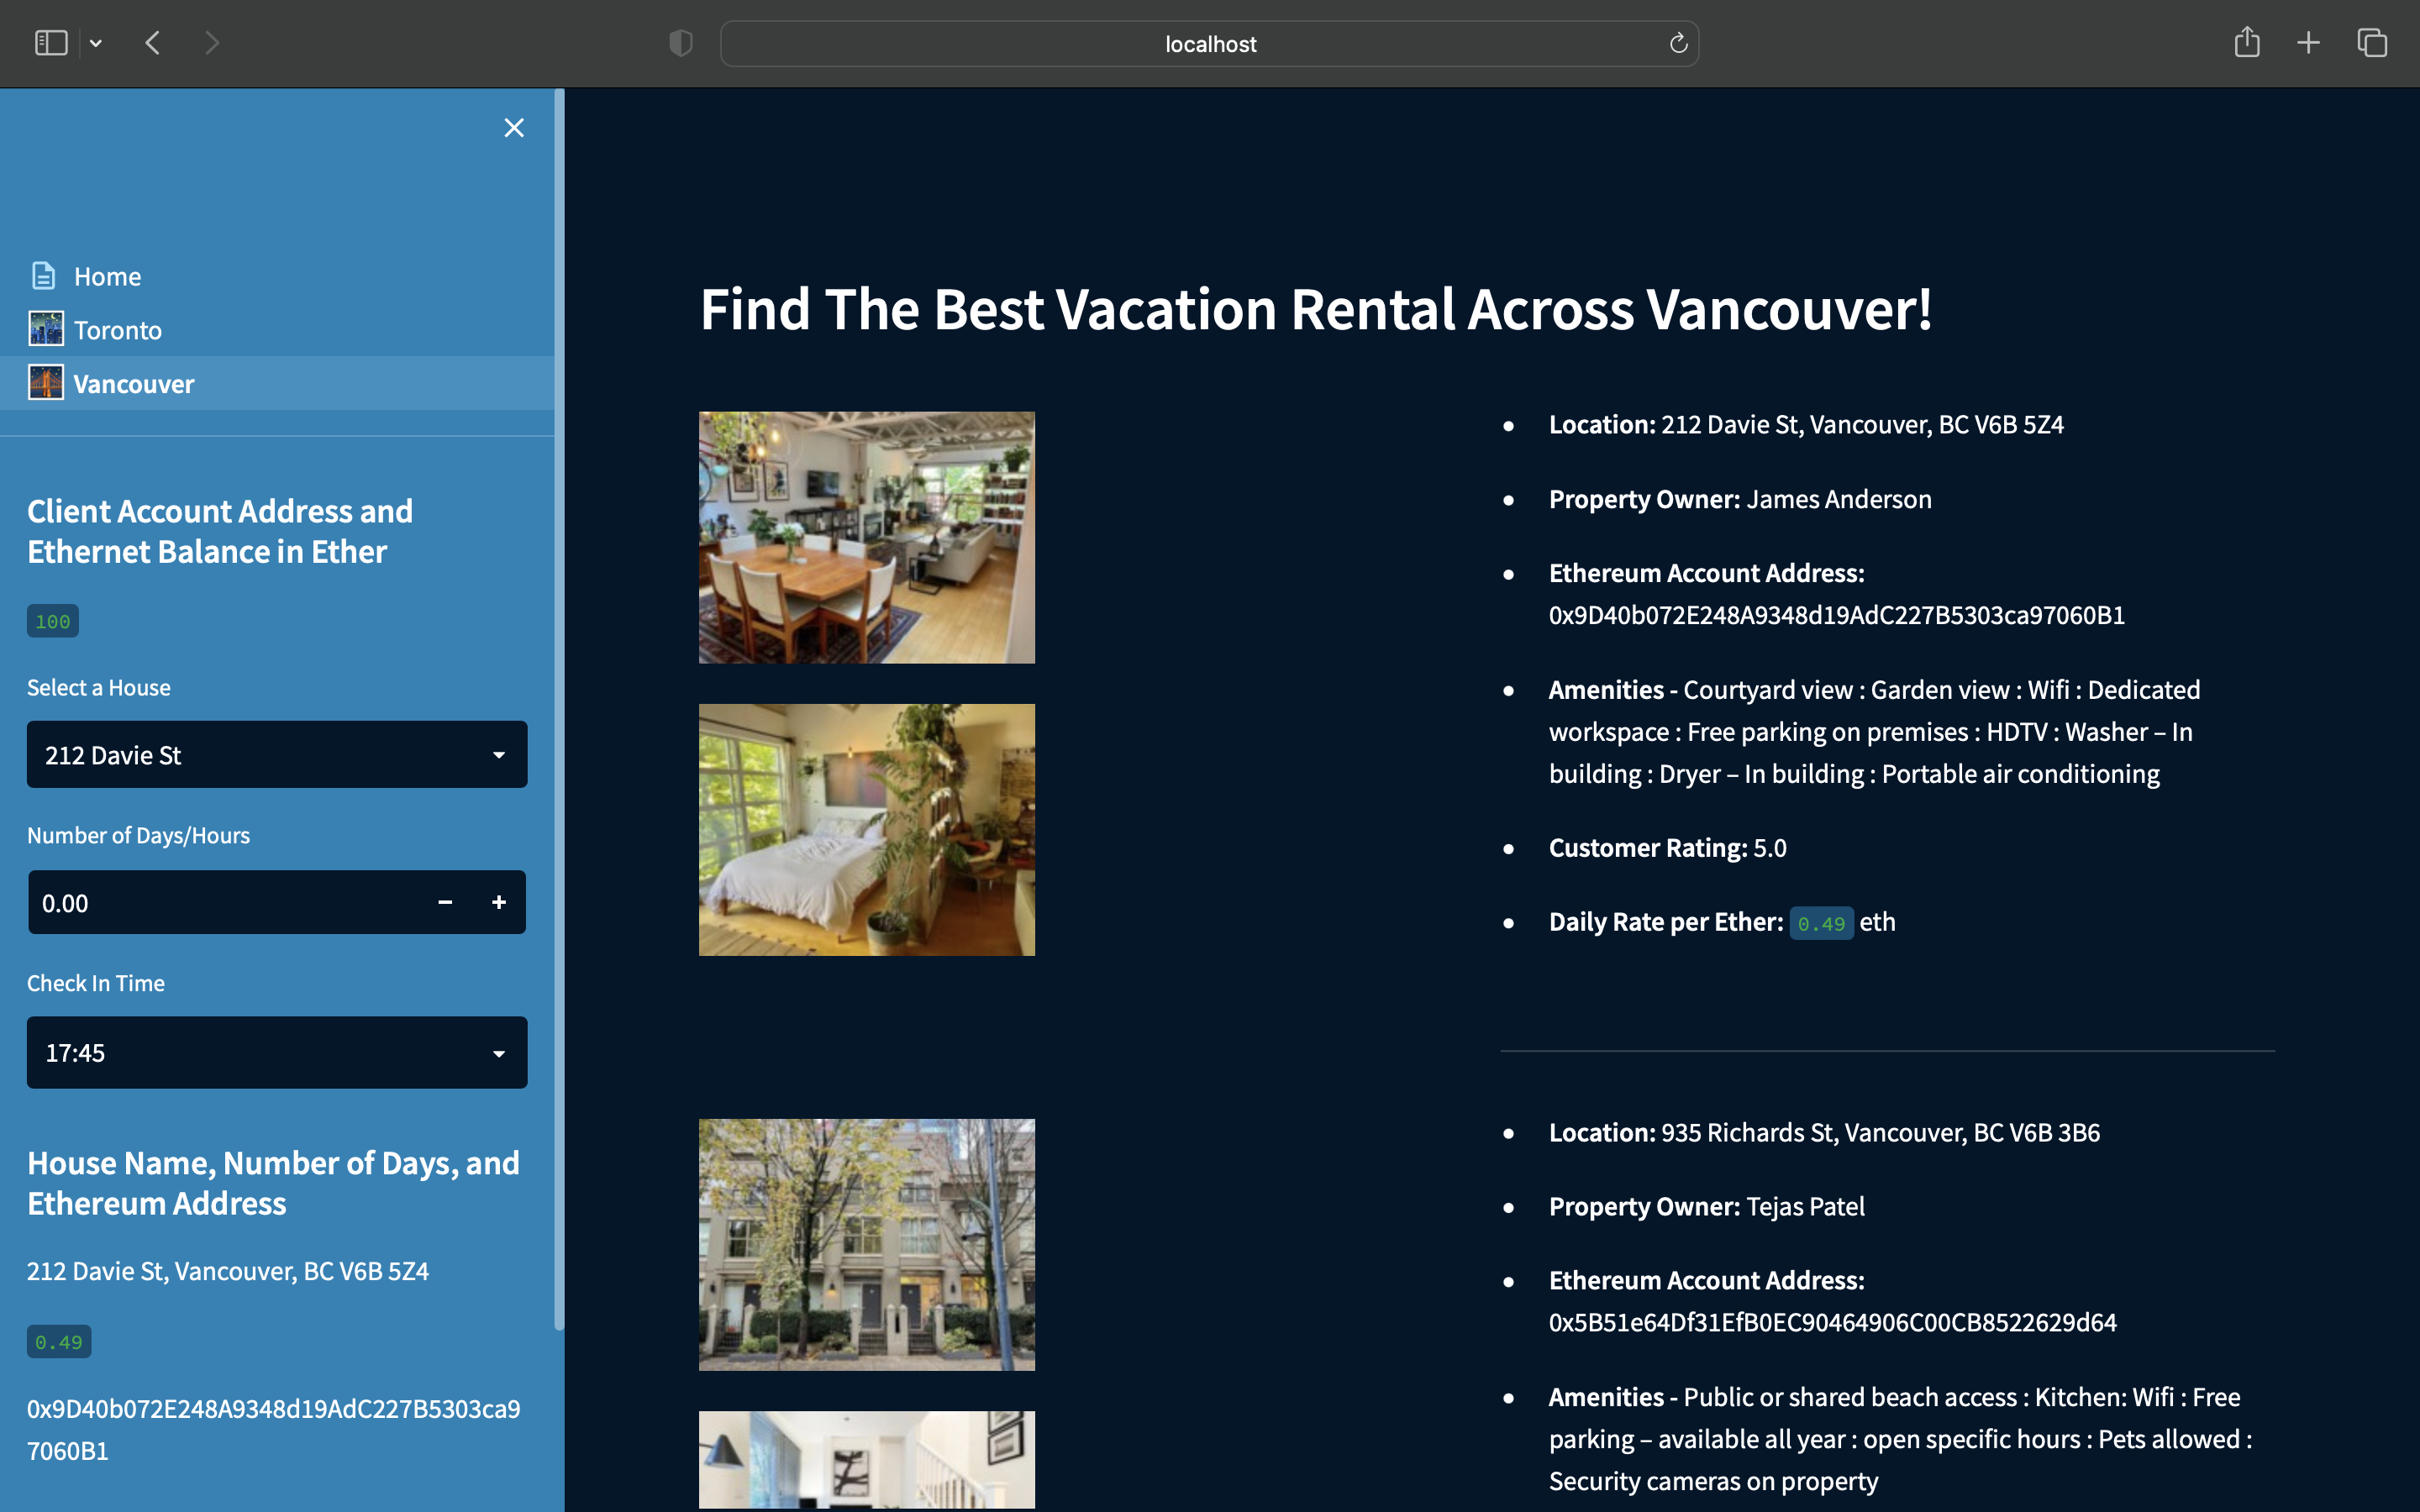 localhost
Home
Toronto
Vancouver
Client Account Address and
Ethernet Balance in Ether
100
Select a House
212 Davie St
Number of Days/Hours
0.00
Check In Time
17:45
House Name, Number of Days, and
Ethereum Address
212 Davie St, Vancouver, BC V6B 5Z4
0.49
0x9D40b072E248A9348d19AdC227B5303ca9
7060B1
Find The Best Vacation Rental Across Vancouver!
Location: 212 Davie St, Vancouver, BC V6B 5Z4
Property Owner: James Anderson
Ethereum Account Address:
0x9D40b072E248A9348d19AdC227B5303ca97060B1
Amenities - Courtyard view : Garden view : Wifi : Dedicated
workspace : Free parking on premises : HDTV : Washer – In
building : Dryer – In building : Portable air conditioning
Customer Rating: 5.0
Daily Rate per Ether: 0.49 eth
Location: 935 Richards St, Vancouver, BC V6B 3B6
Property Owner: Tejas Patel
Ethereum Account Address:
0x5B51e64Df31EfB0EC90464906C00CB8522629d64
Amenities - Public or shared beach access : Kitchen: Wifi : Free
parking – available all year : open specific hours : Pets allowed :
Security cameras on property